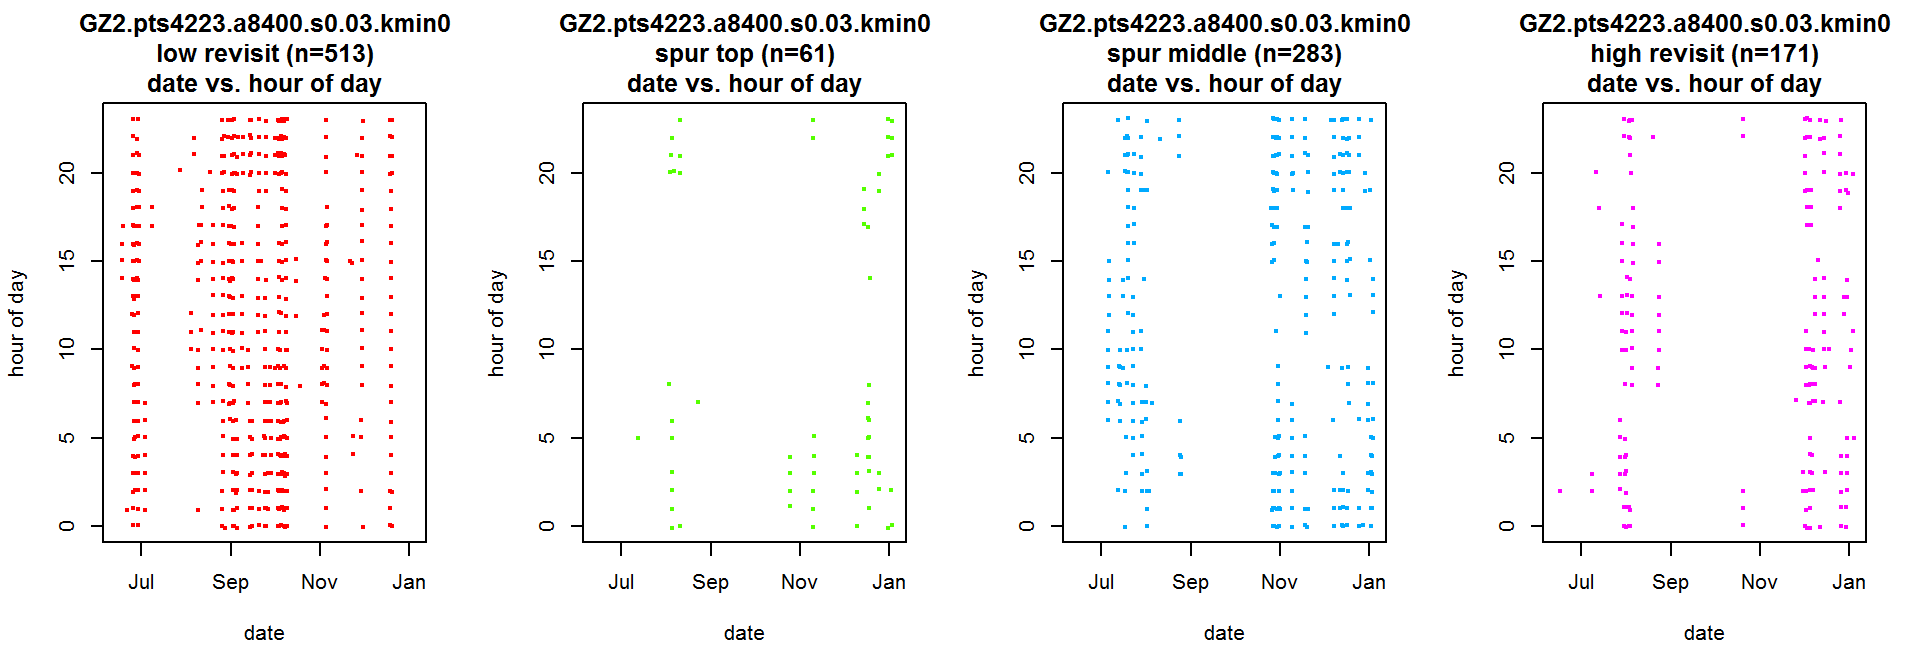 GZ2.pts4223.a8400.s0.03.kmin0
low revisit (n=513)
date vs. hour of day
hour of day
20
15
10
5
0
Jul Sep Nov Jan
date
GZ2.pts4223.a8400.s0.03.kmin0
spur top (n=61)
date vs. hour of day
hour of day
20
15
10
5
0
Jul Sep Nov Jan
date
GZ2.pts4223.a8400.s0.03.kmin0
spur middle (n=283)
date vs. hour of day
hour of day
20
15
10
5
0
Jul Sep Nov Jan
date
GZ2.pts4223.a8400.s0.03.kmin0
high revisit (n=171)
date vs. hour of day
hour of day
20
15
10
5
0
Jul Sep Nov Jan
date